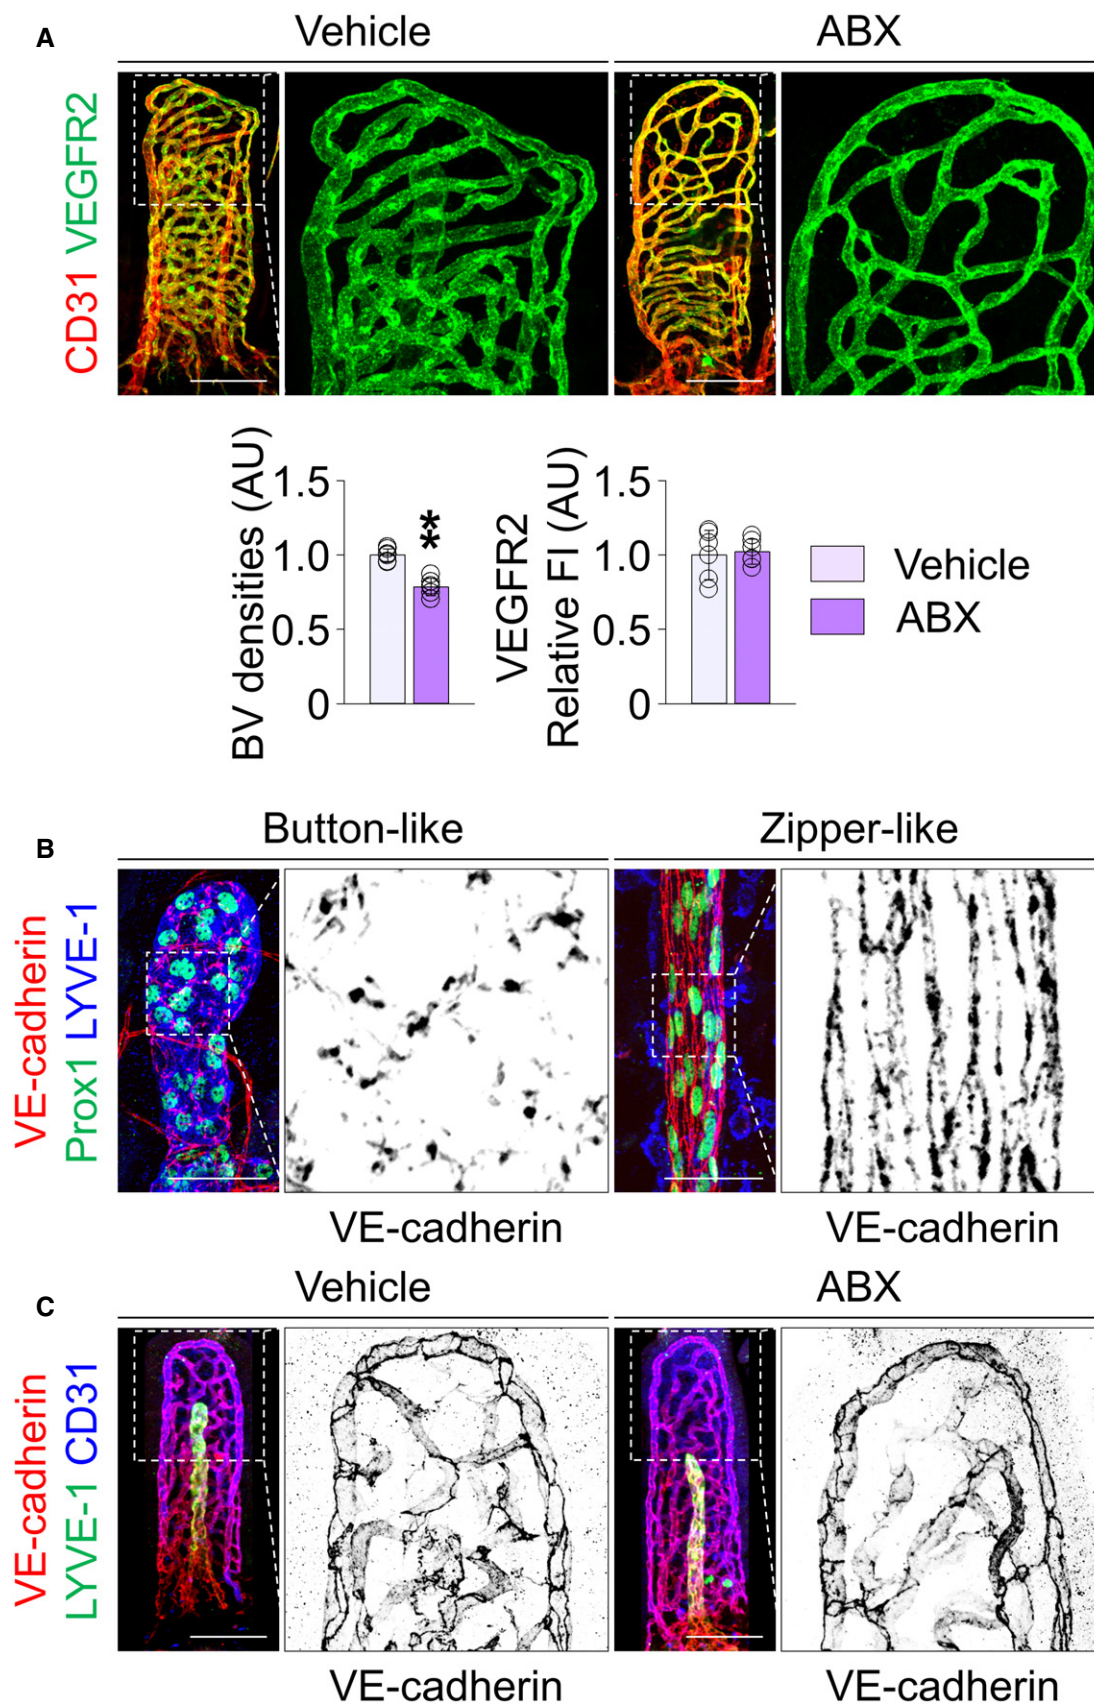 A
Vehicle
ABX
CD31 VEGFR2
BV densities (AU)
1.5
1.0
0.5
0
**
VEGFR2
Relative FI (AU)
1.5
1.0
0.5
0
Vehicle
ABX
B
Button-like
Zipper-like
VE-cadherin
Prox1 LYVE-1
VE-cadherin
VE-cadherin
C
Vehicle
ABX
VE-cadherin
LYVE-1 CD31
VE-cadherin
VE-cadherin